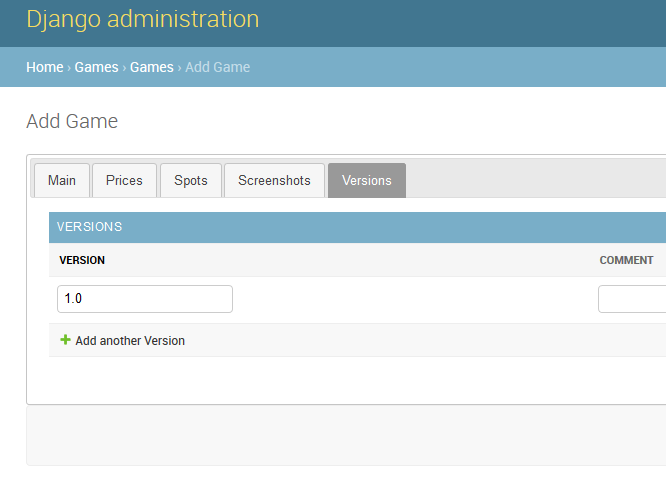 Django administration
Home › Games › Games › Add Game
Add Game
Main Prices Spots Screenshots Versions
VERSIONS
VERSION COMMENT
1.0
Add another Version